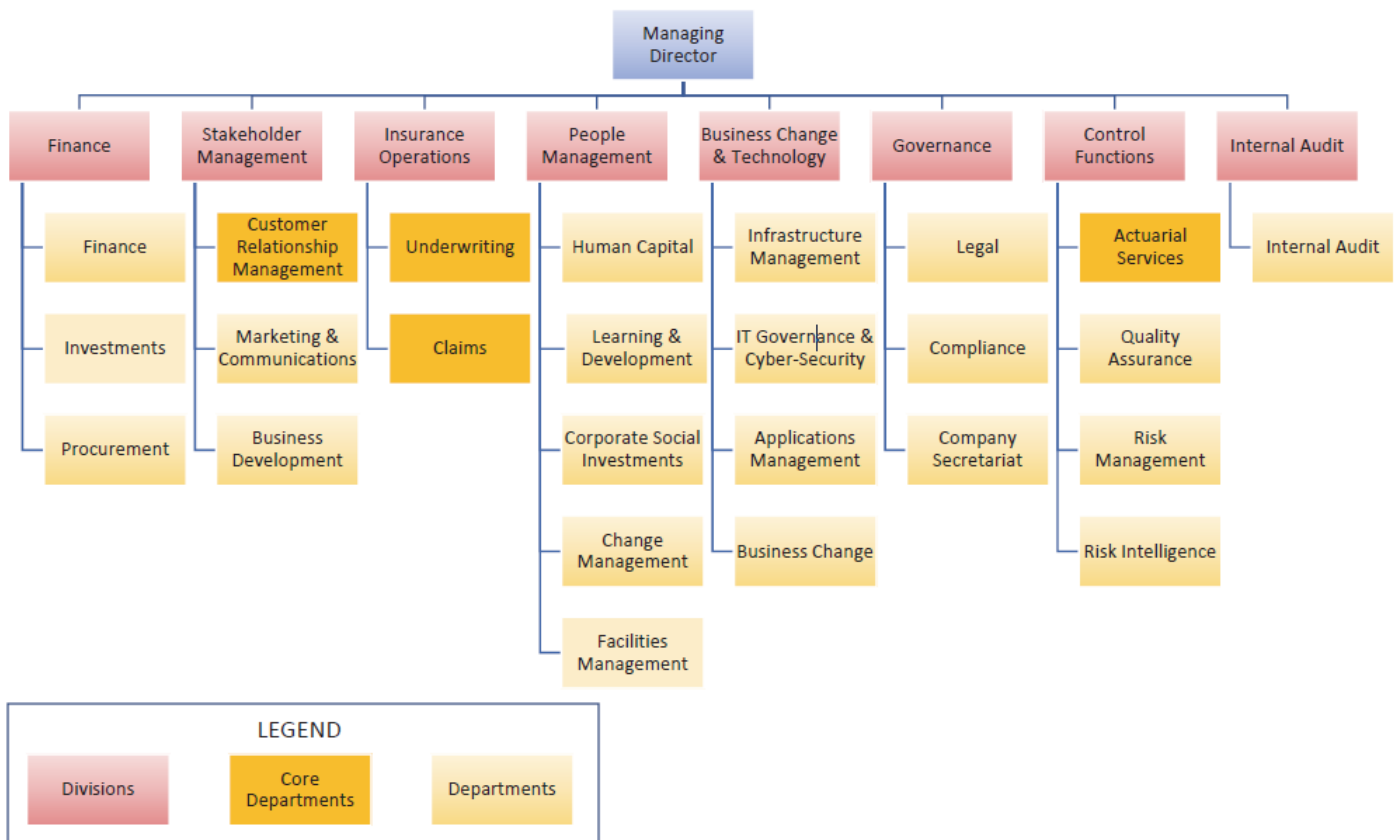 Managing
Director
Finance
Stakeholder
Management
Insurance
Operations
People
Management
Business Change
& Technology
Governance
Control
Functions
Internal Audit
Finance
Customer
Relationship
Management
Underwriting
Human Capital
Infrastructure
Management
Legal
Actuarial
Services
Internal Audit
Investments
Marketing &
Communications
Claims
Learning &
Development
IT Governance &
Cyber-Security
Compliance
Quality
Assurance
Procurement
Business
Development
Corporate Social
Investments
Applications
Management
Company
Secretariat
Risk
Management
Change
Management
Business Change
Risk Intelligence
Facilities
Management
LEGEND
Divisions
Core
Departments
Departments